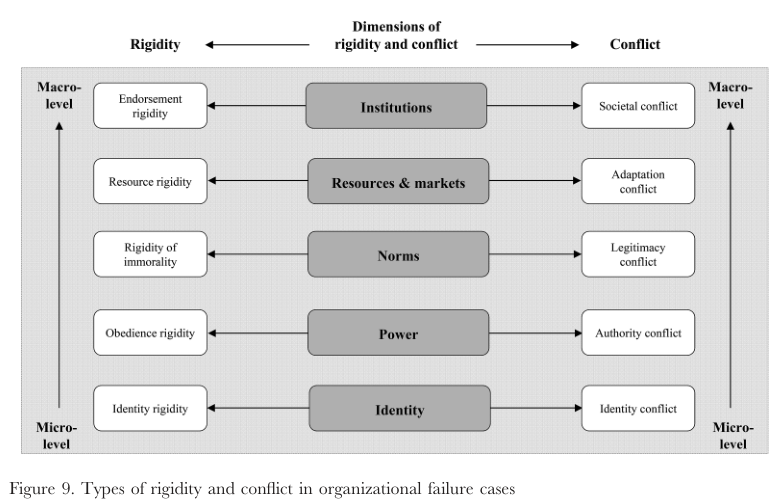 Dimensions of
rigidity and conflict
Rigidity
Conflict
Macro-
level
Macro-
level
Endorsement
rigidity
Institutions
Societal conflict
Resource rigidity
Resources & markets
Adaptation
conflict
Rigidity of
immorality
Norms
Legitimacy
conflict
Obedience rigidity
Power
Authority conflict
Identity rigidity
Identity
Identity conflict
Micro-
level
Micro-
level
Figure 9. Types of rigidity and conflict in organizational failure cases